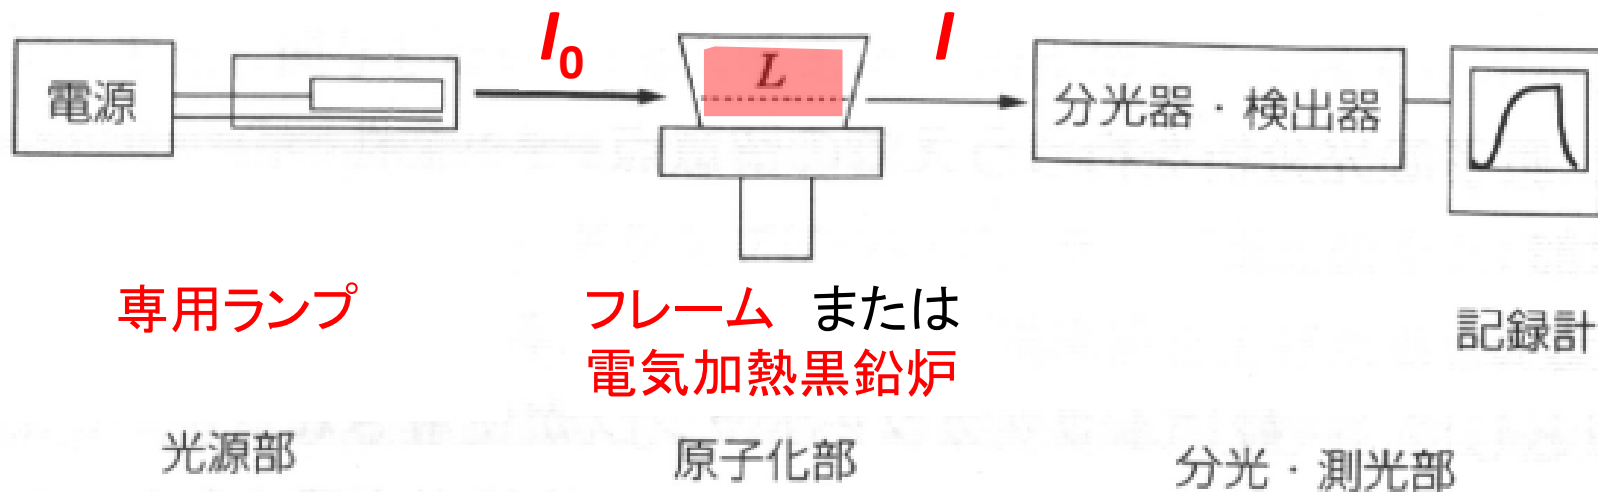 I0
I
電源
L
分光器・検出器
専用ランプ
フレーム または
電気加熱黒鉛炉
記録計
光源部
原子化部
分光・測光部